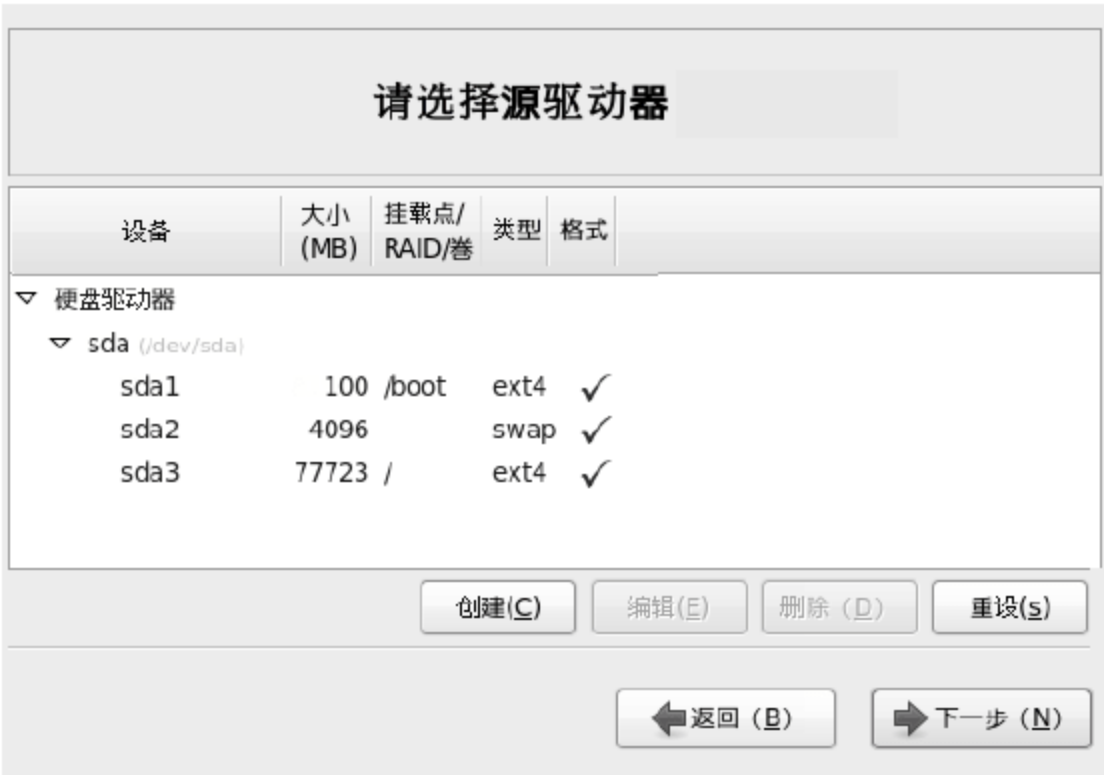 请选择源驱动器
设备 大小(MB) 挂载点/RAID/巻 类型 格式
▽ 硬盘驱动器
▽ sda (/dev/sda)
sda1 100 /boot ext4 ✓
sda2 4096 swap ✓
sda3 77723 / ext4 ✓
创建(C) 编辑(E) 删除（D） 重设(s)
返回（B） 下一步（N）